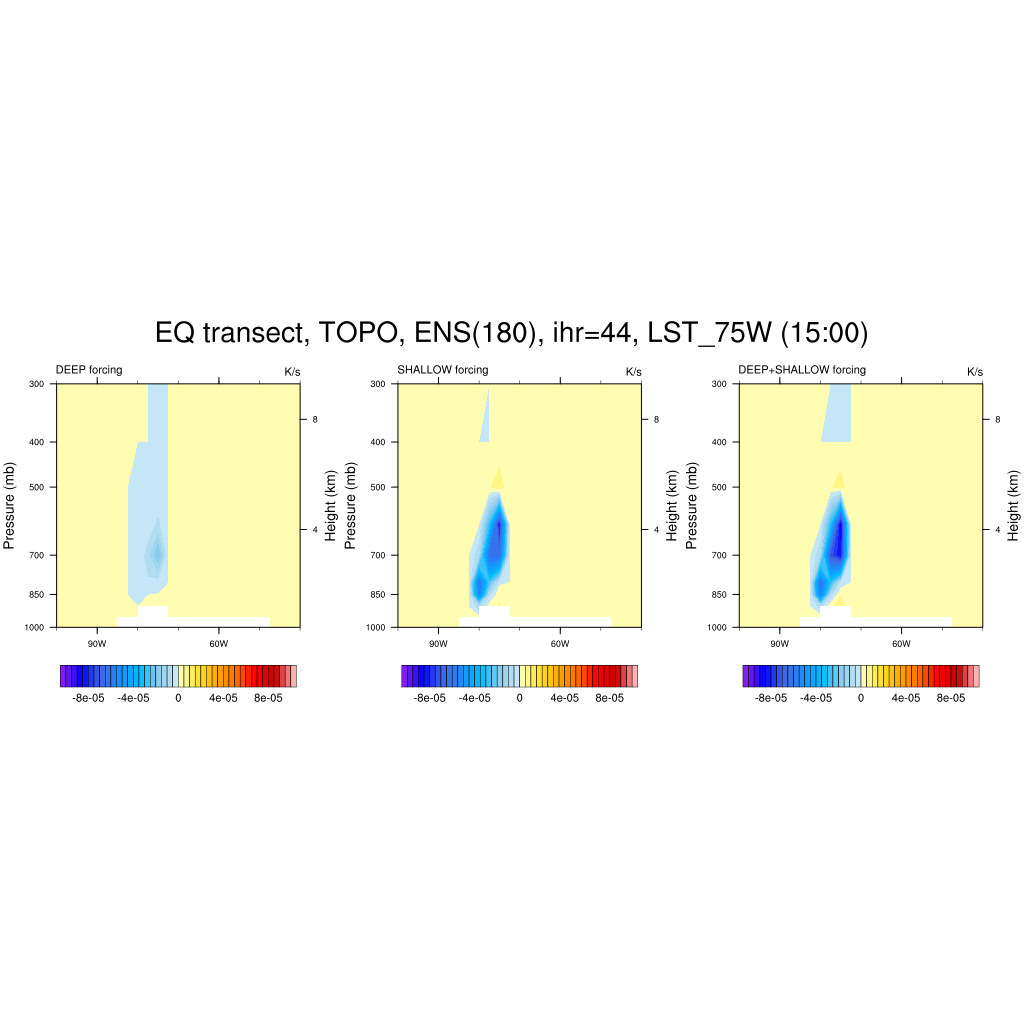 EQ transect, TOPO, ENS(180), ihr=44, LST_75W (15:00)
DEEP forcing K/s
Pressure (mb)
300
400
500
700
850
1000
90W 60W
8
4
Height (km)
-8e-05 -4e-05 0 4e-05 8e-05
SHALLOW forcing K/s
Pressure (mb)
300
400
500
700
850
1000
90W 60W
8
4
Height (km)
-8e-05 -4e-05 0 4e-05 8e-05
DEEP+SHALLOW forcing K/s
Pressure (mb)
300
400
500
700
850
1000
90W 60W
8
4
Height (km)
-8e-05 -4e-05 0 4e-05 8e-05